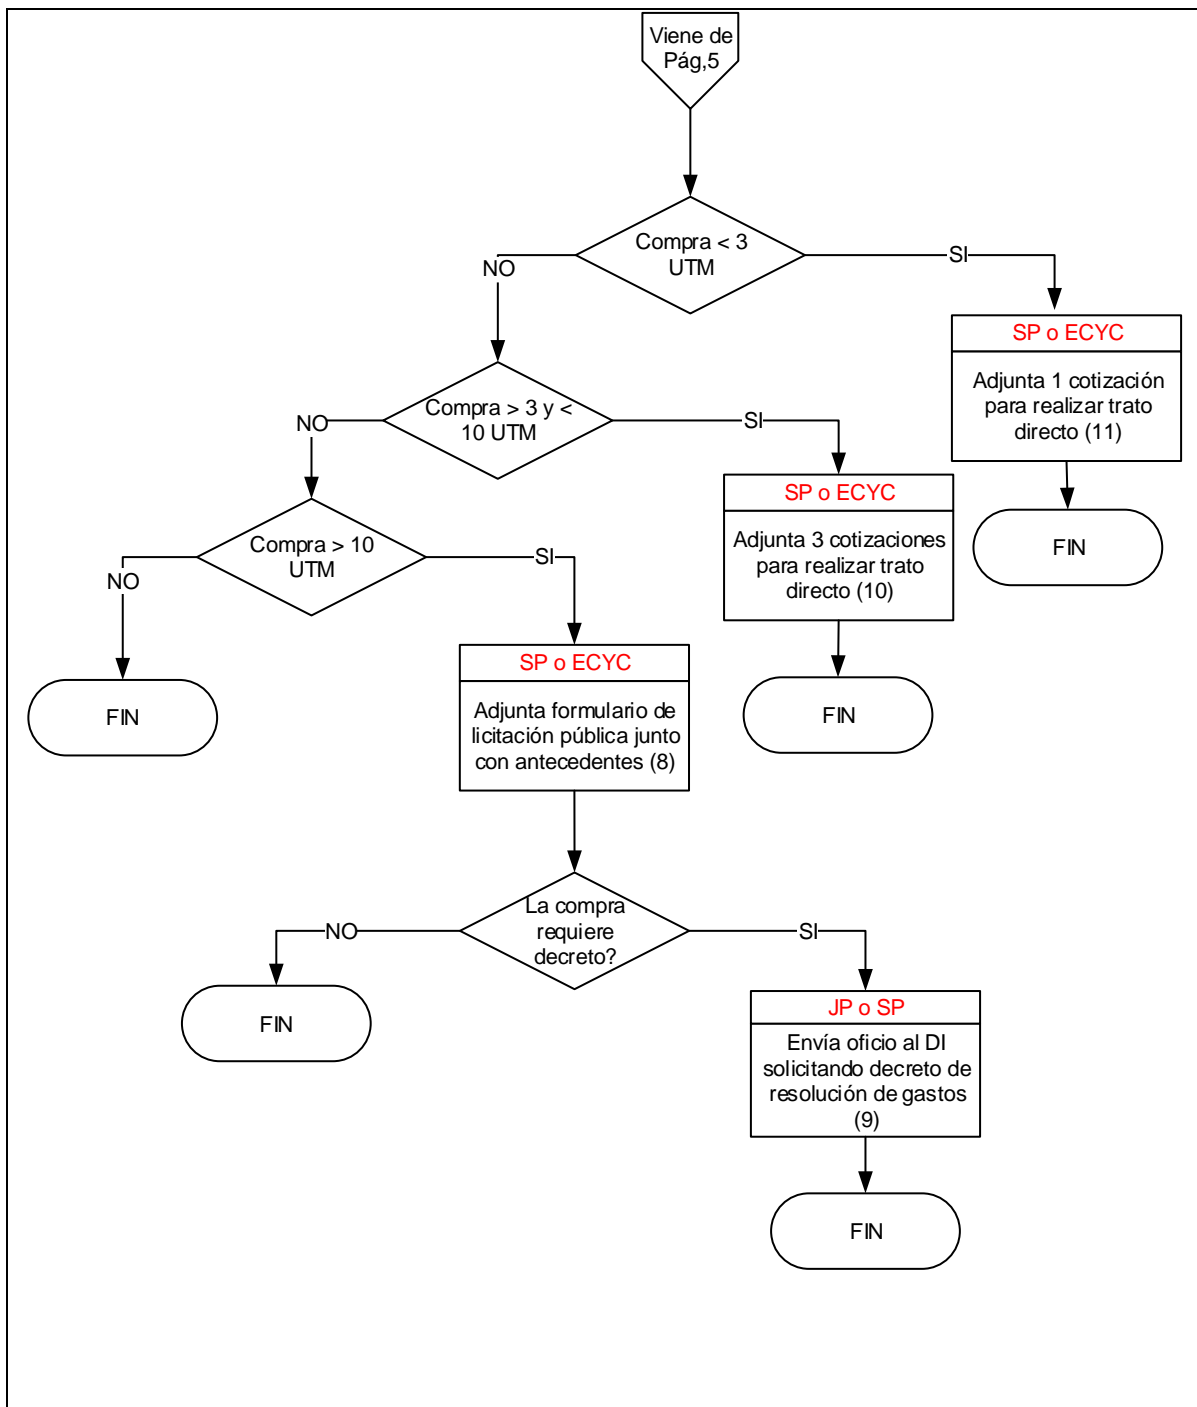 Viene de
Pág,5
Compra < 3
UTM
NO
SI
SP o ECYC
Adjunta 1 cotización
para realizar trato
directo (11)
FIN
Compra > 3 y <
10 UTM
NO
SI
SP o ECYC
Adjunta 3 cotizaciones
para realizar trato
directo (10)
FIN
Compra > 10
UTM
NO
SI
FIN
SP o ECYC
Adjunta formulario de
licitación pública junto
con antecedentes (8)
La compra
requiere
decreto?
NO
SI
FIN
JP o SP
Envía oficio al DI
solicitando decreto de
resolución de gastos
(9)
FIN